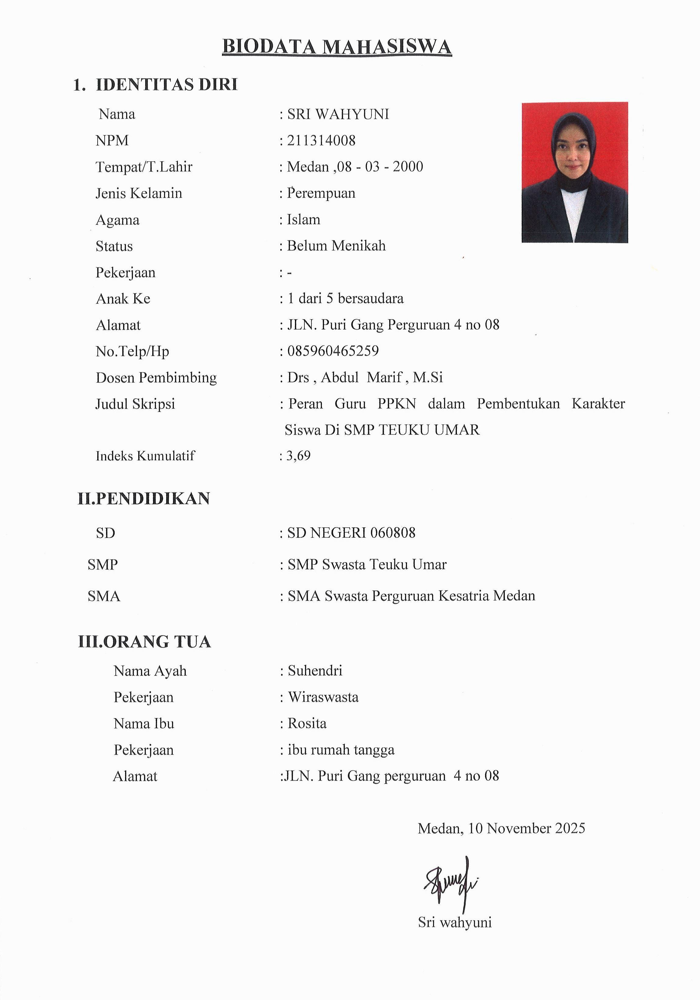 BIODATA MAHASISWA
1. IDENTITAS DIRI
Nama : SRI WAHYUNI
NPM : 211314008
Tempat/T.Lahir : Medan ,08 - 03 - 2000
Jenis Kelamin : Perempuan
Agama : Islam
Status : Belum Menikah
Pekerjaan : -
Anak Ke : 1 dari 5 bersaudara
Alamat : JLN. Puri Gang Perguruan 4 no 08
No.Telp/Hp : 085960465259
Dosen Pembimbing : Drs , Abdul Marif , M.Si
Judul Skripsi : Peran Guru PPKN dalam Pembentukan Karakter
Siswa Di SMP TEUKU UMAR
Indeks Kumulatif : 3,69
II.PENDIDIKAN
SD : SD NEGERI 060808
SMP : SMP Swasta Teuku Umar
SMA : SMA Swasta Perguruan Kesatria Medan
III.ORANG TUA
Nama Ayah : Suhendri
Pekerjaan : Wiraswasta
Nama Ibu : Rosita
Pekerjaan : ibu rumah tangga
Alamat :JLN. Puri Gang perguruan 4 no 08
Medan, 10 November 2025
Sri wahyuni